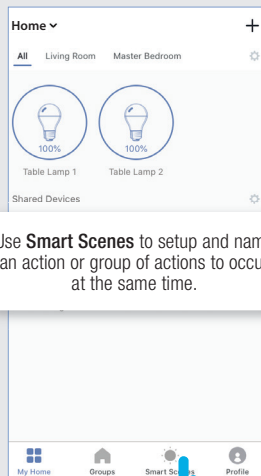 Home
All Living Room Master Bedroom
100% 100%
Table Lamp 1 Table Lamp 2
Shared Devices
Use Smart Scenes to setup and nam
an action or group of actions to occu
at the same time.
My Home Groups Smart Sc s Profile